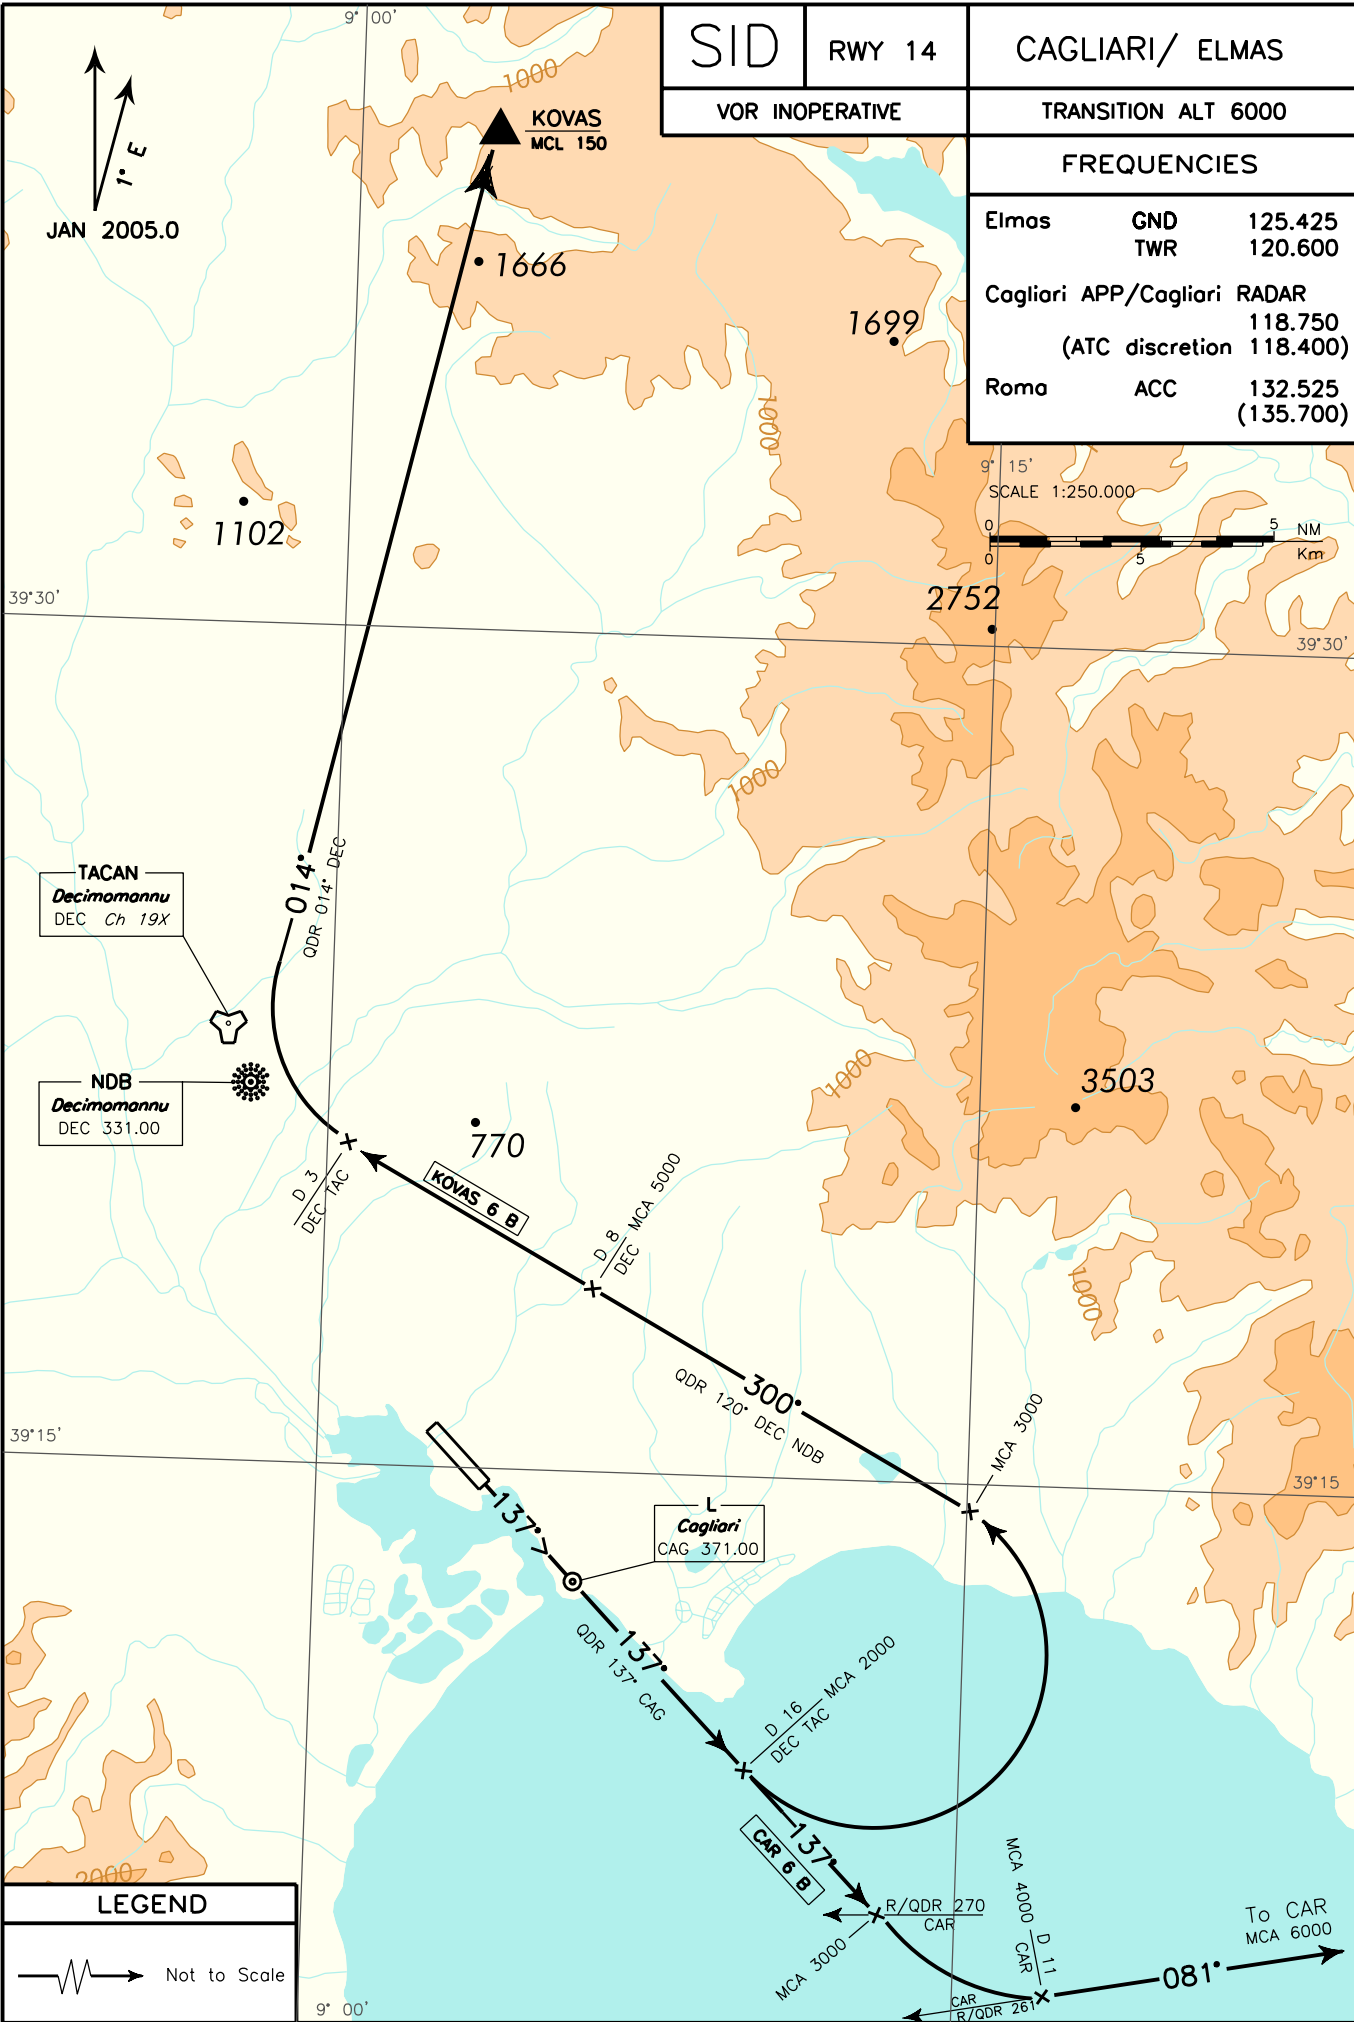 9° 00'
SID
RWY 14
CAGLIARI/ ELMAS
VOR INOPERATIVE
TRANSITION ALT 6000
FREQUENCIES
Elmas GND 125.425
TWR 120.600
Cagliari APP/Cagliari RADAR
118.750
(ATC discretion 118.400)
Roma ACC 132.525
(135.700)
1° E
JAN 2005.0
1000
KOVAS
MCL 150
1666
1699
1000
1102
9° 15'
SCALE 1:250.000
0 5 NM
0 5 Km
2752
39°30'
39°30'
1000
014°
QDR 014° DEC
TACAN
Decimomannu
DEC Ch 19X
NDB
Decimomannu
DEC 331.00
1000
3503
770
D 3
DEC TAC
KOVAS 6 B
D 8 MCA 5000
DEC
1000
300°
QDR 120° DEC NDB
MCA 3000
39°15'
39°15
137°
L
Cagliari
CAG 371.00
137°
QDR 137° CAG
D 16 MCA 2000
DEC TAC
137°
CAR 6 B
R/QDR 270
CAR
MCA 3000
MCA 4000 D 11
CAR
To CAR
MCA 6000
081°
CAR
R/QDR 261
2000
LEGEND
Not to Scale
9° 00'